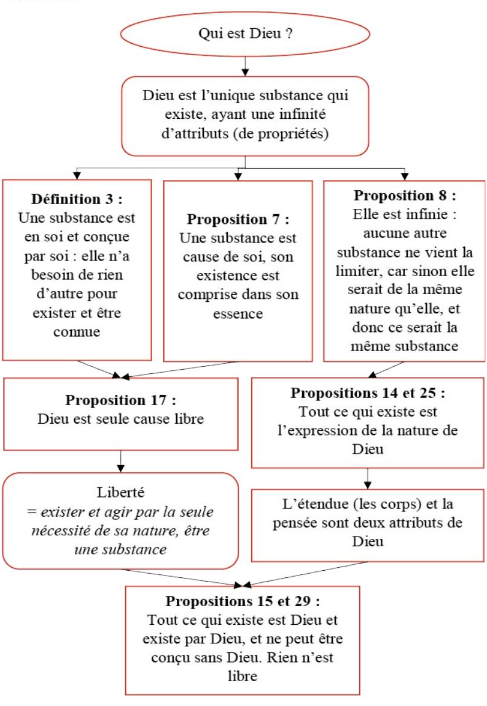 Qui est Dieu ?
Dieu est l'unique substance qui
existe, ayant une infinité
d'attributs (de propriétés)
Définition 3 :
Une substance est
en soi et conçue
par soi : elle n'a
besoin de rien
d'autre pour
exister et être
connue
Proposition 7 :
Une substance est
cause de soi, son
existence est
comprise dans son
essence
Proposition 8 :
Elle est infinie :
aucune autre
substance ne vient la
limiter, car sinon elle
serait de la même
nature qu'elle, et
donc ce serait la
même substance
Proposition 17 :
Dieu est seule cause libre
Propositions 14 et 25 :
Tout ce qui existe est
l'expression de la nature de
Dieu
Liberté
= exister et agir par la seule
nécessité de sa nature, être
une substance
L'étendue (les corps) et la
pensée sont deux attributs de
Dieu
Propositions 15 et 29 :
Tout ce qui existe est Dieu et
existe par Dieu, et ne peut être
conçu sans Dieu. Rien n'est
libre